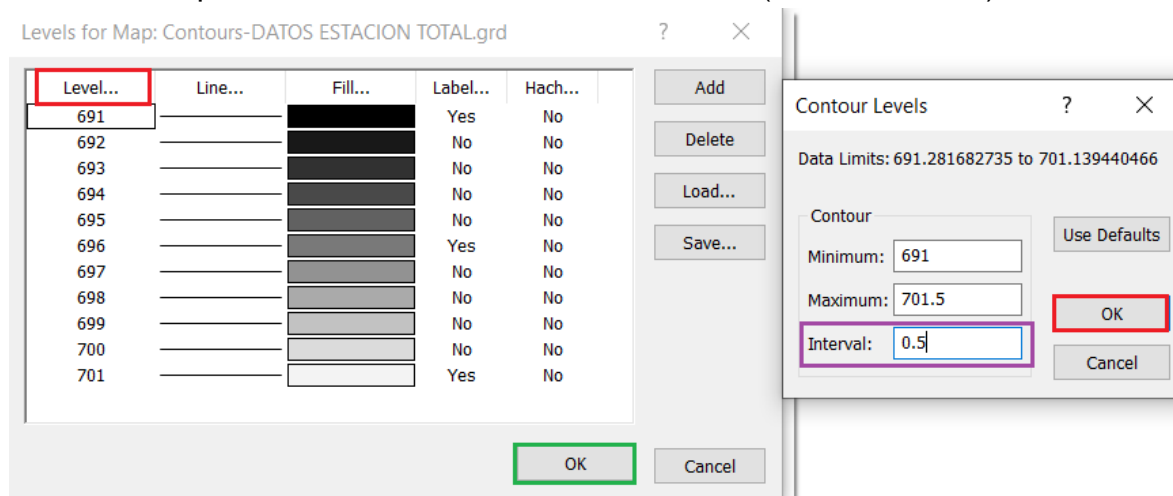 Levels for Map: Contours-DATOS ESTACION TOTAL.grd ? ×
Level... Line... Fill... Label... Hach...
691 Yes No
692 No No
693 No No
694 No No
695 No No
696 Yes No
697 No No
698 No No
699 No No
700 No No
701 Yes No
Add
Delete
Load...
Save...
OK Cancel
Contour Levels ? ×
Data Limits: 691.281682735 to 701.139440466
Contour
Minimum: 691
Maximum: 701.5
Interval: 0.5
Use Defaults
OK
Cancel